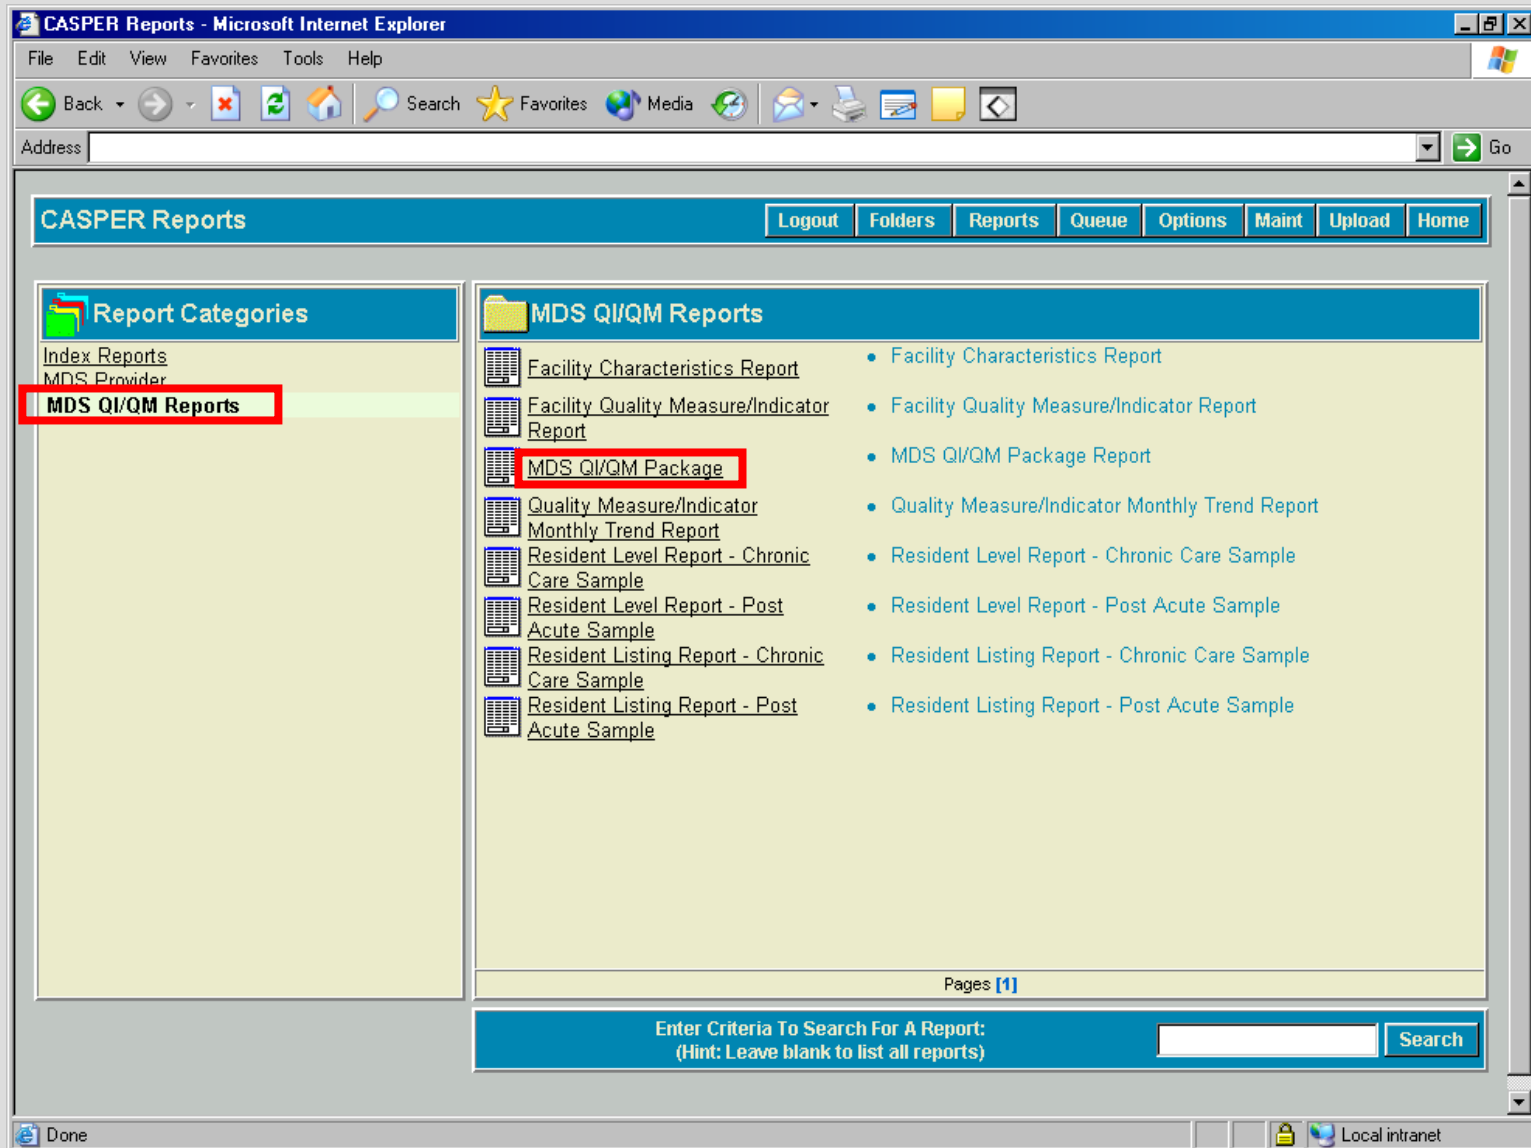 CASPER Reports - Microsoft Internet Explorer
File Edit View Favorites Tools Help
Back Search Favorites Media
Address Go
CASPER Reports
Logout Folders Reports Queue Options Maint Upload Home
Report Categories
Index Reports
MDS Provider
MDS QI/QM Reports
MDS QI/QM Reports
Facility Characteristics Report
• Facility Characteristics Report
Facility Quality Measure/Indicator
Report
• Facility Quality Measure/Indicator Report
MDS QI/QM Package
• MDS QI/QM Package Report
Quality Measure/Indicator
Monthly Trend Report
• Quality Measure/Indicator Monthly Trend Report
Resident Level Report - Chronic
Care Sample
• Resident Level Report - Chronic Care Sample
Resident Level Report - Post
Acute Sample
• Resident Level Report - Post Acute Sample
Resident Listing Report - Chronic
Care Sample
• Resident Listing Report - Chronic Care Sample
Resident Listing Report - Post
Acute Sample
• Resident Listing Report - Post Acute Sample
Pages [1]
Enter Criteria To Search For A Report:
(Hint: Leave blank to list all reports)
Search
Done
Local intranet